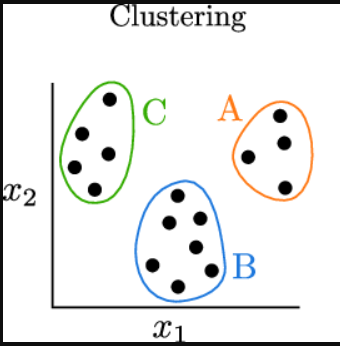 Clustering
C
A
x₂
B
x₁